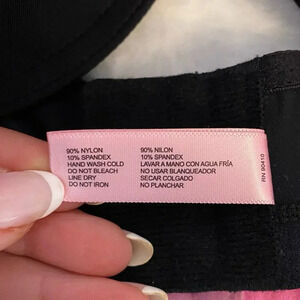 90% NYLON
10% SPANDEX
HAND WASH COLD
DO NOT BLEACH
LINE DRY
DO NOT IRON
90% NILON
10% SPANDEX
LAVAR A MANO CON AGUA FRÍA
NO USAR BLANQUEADOR
SECAR COLGADO
NO PLANCHAR
RN 90410